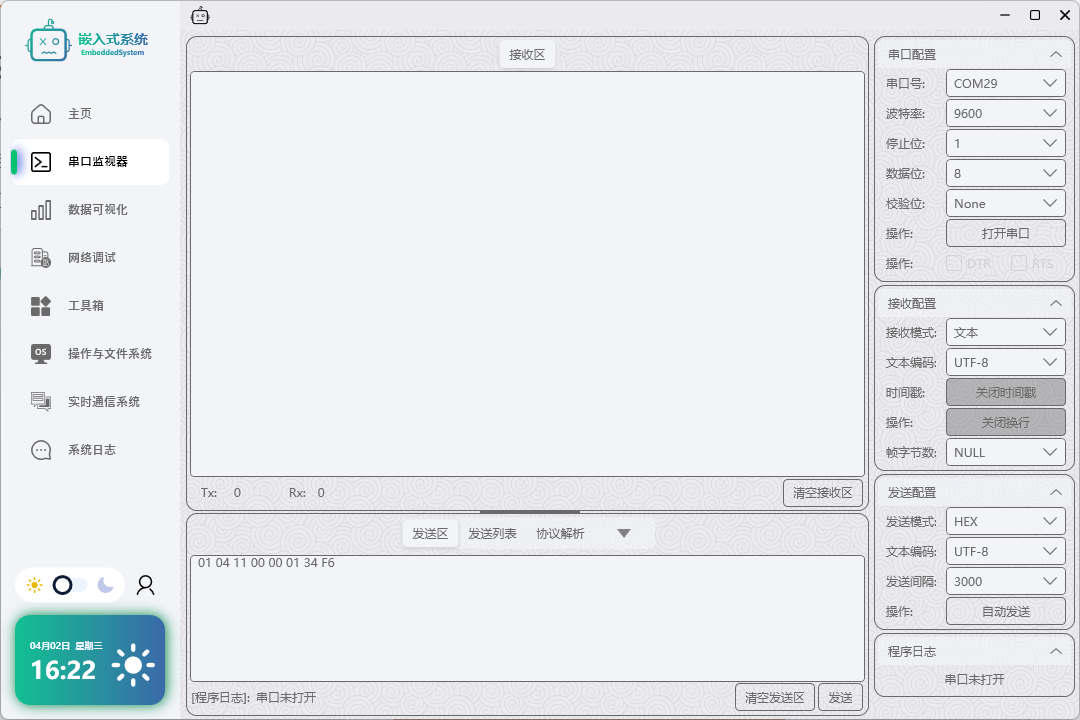 嵌入式系统
EmbeddedSystem
主页
串口监视器
数据可视化
网络调试
工具箱
OS
操作与文件系统
实时通信系统
系统日志
04月02日 星期三
16:22
接收区
Tx: 0 Rx: 0 清空接收区
发送区 发送列表 协议解析
01 04 11 00 00 01 34 F6
[程序日志]: 串口未打开 清空发送区 发送
串口配置
串口号: COM29
波特率: 9600
停止位: 1
数据位: 8
校验位: None
操作: 打开串口
操作: DTR RTS
接收配置
接收模式: 文本
文本编码: UTF-8
时间戳: 关闭时间戳
操作: 关闭换行
帧字节数: NULL
发送配置
发送模式: HEX
文本编码: UTF-8
发送间隔: 3000
操作: 自动发送
程序日志
串口未打开